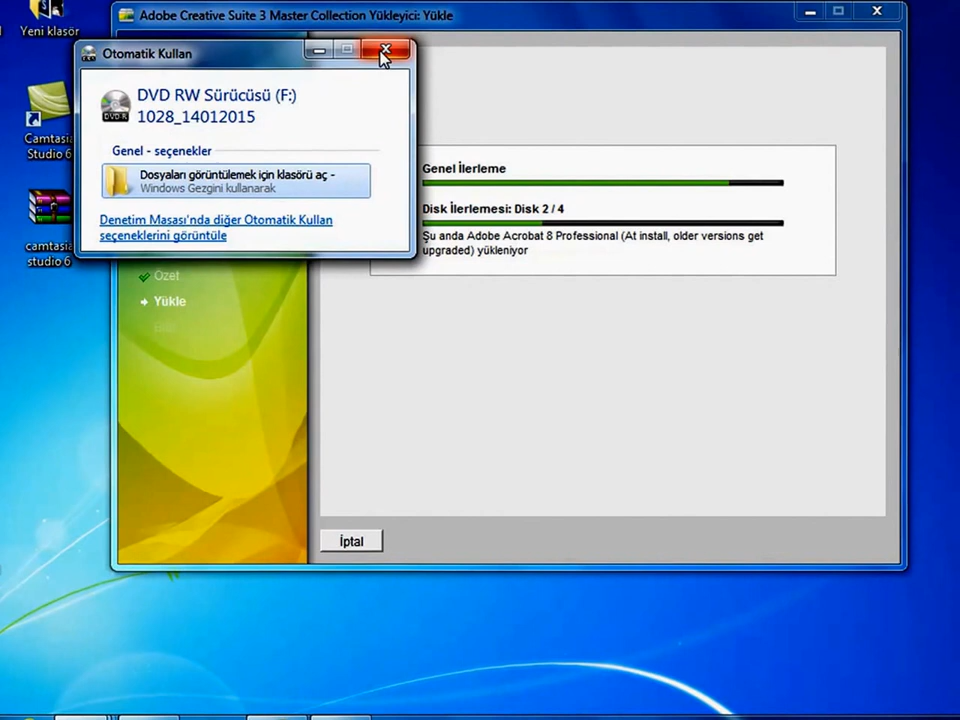 Yeni klasör
Adobe Creative Suite 3 Master Collection Yükleyici: Yükle
Otomatik Kullan
DVD RW Sürücüsü (F:)
1028_14012015
Genel - seçenekler
Dosyaları görüntülemek için klasörü aç -
Windows Gezgini kullanarak
Denetim Masası'nda diğer Otomatik Kullan
seçeneklerini görüntüle
Camtasia
Studio 6
camtasia
studio 6
Genel İlerleme
Disk İlerlemesi: Disk 2 / 4
Şu anda Adobe Acrobat 8 Professional (At install, older versions get
upgraded) yükleniyor
Özet
Yükle
İptal